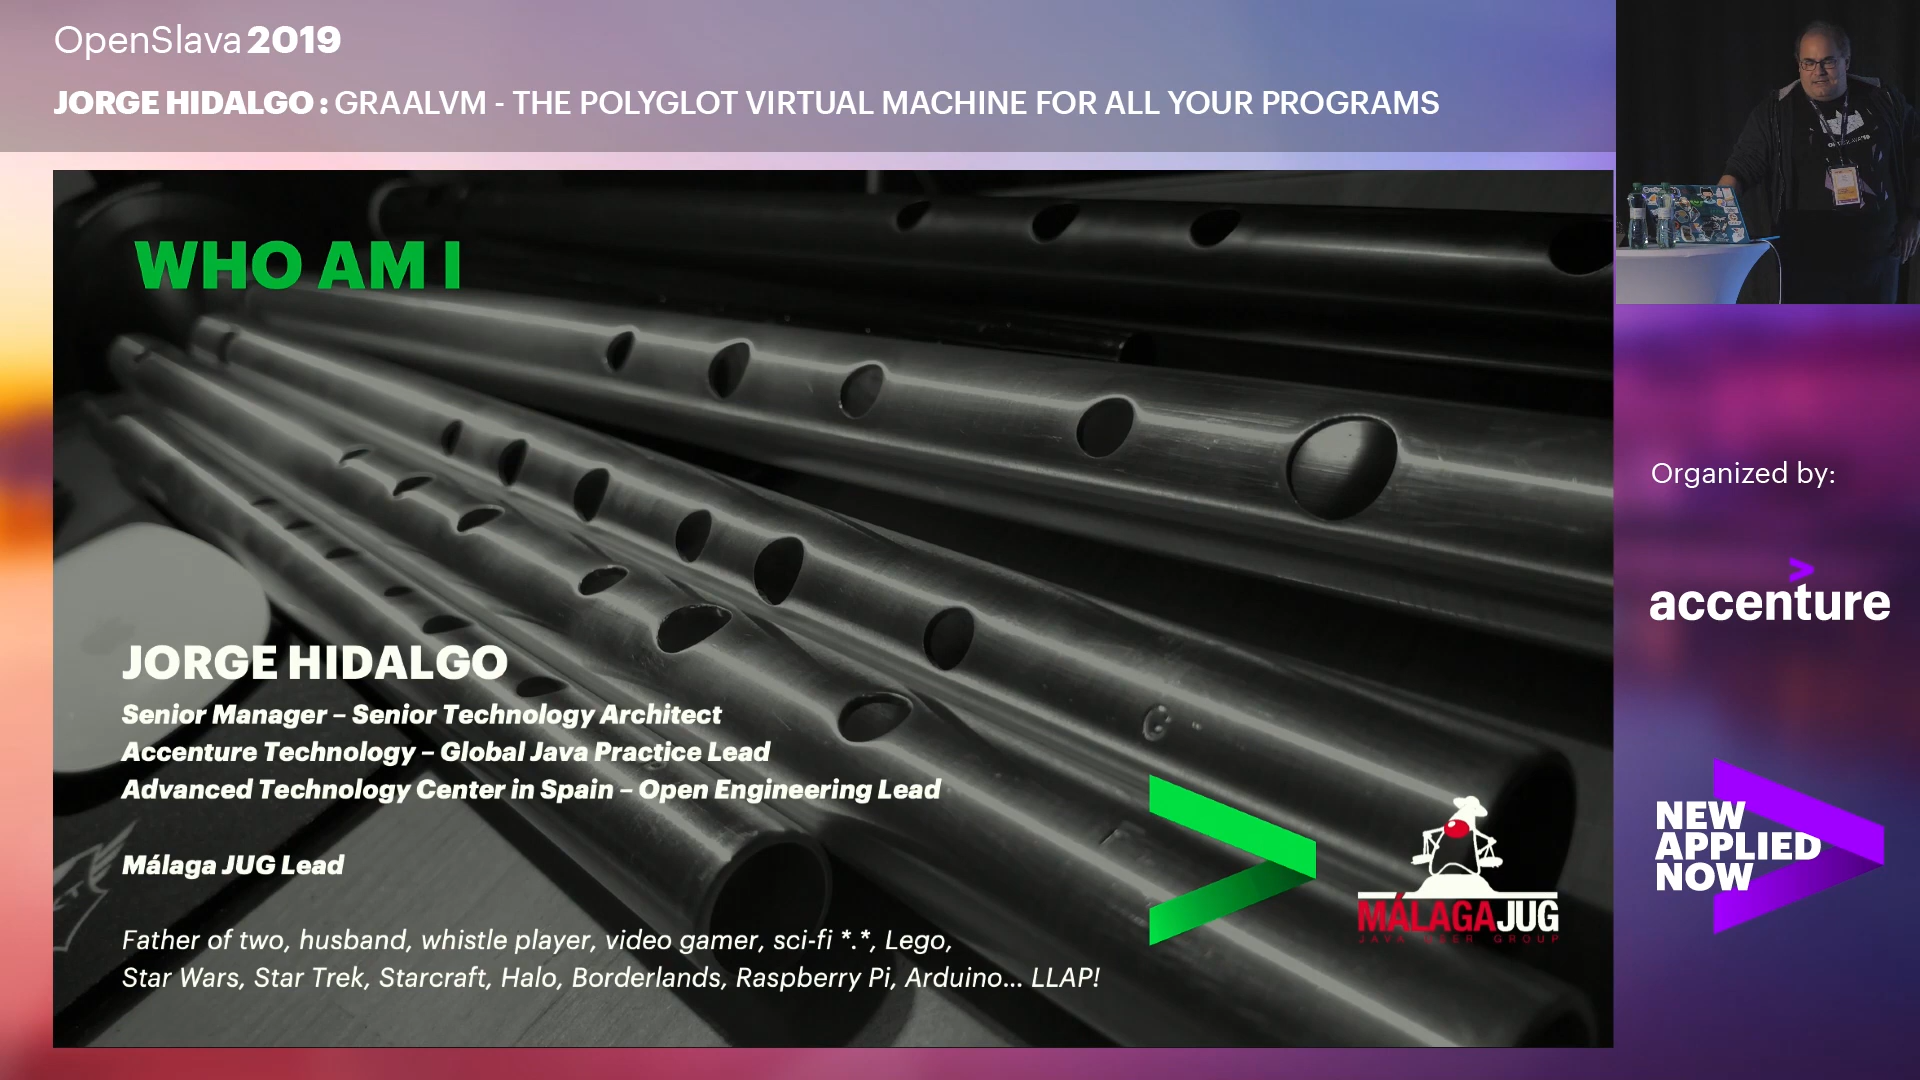 OpenSlava 2019
JORGE HIDALGO : GRAALVM - THE POLYGLOT VIRTUAL MACHINE FOR ALL YOUR PROGRAMS
WHO AM I
JORGE HIDALGO
Senior Manager – Senior Technology Architect
Accenture Technology – Global Java Practice Lead
Advanced Technology Center in Spain – Open Engineering Lead
Málaga JUG Lead
Father of two, husband, whistle player, video gamer, sci-fi *.*, Lego,
Star Wars, Star Trek, Starcraft, Halo, Borderlands, Raspberry Pi, Arduino... LLAP!
MÁLAGAJUG
JAVA USER GROUP
Organized by:
accenture
NEW
APPLIED
NOW